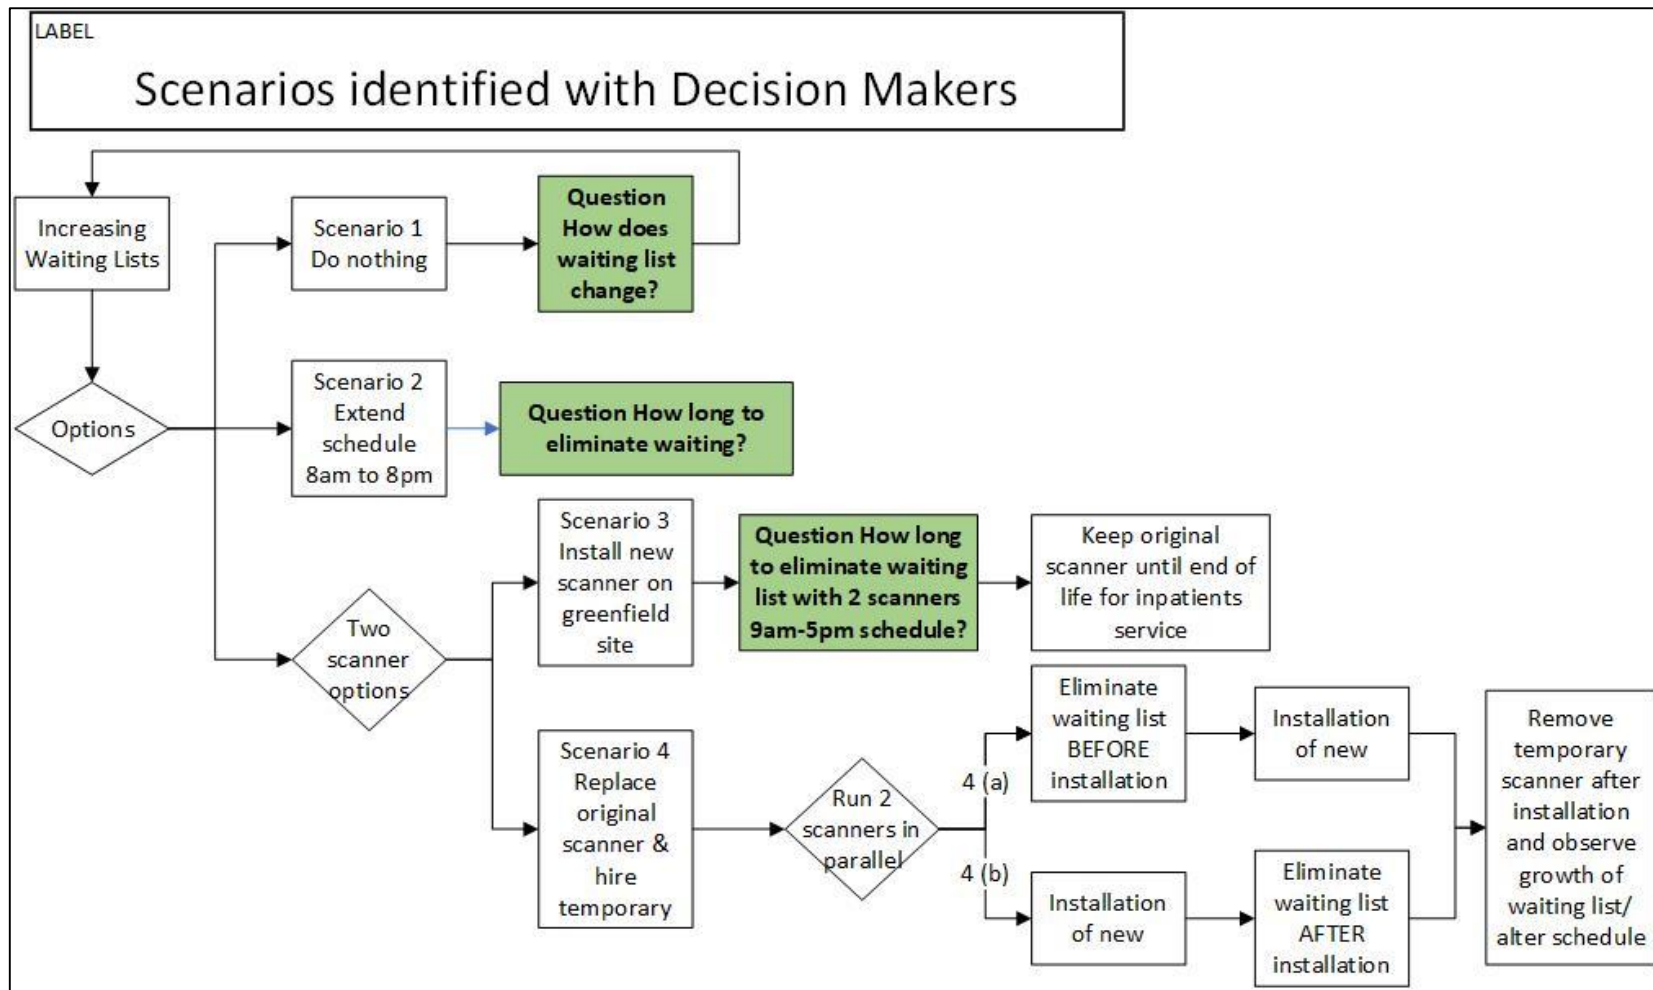 LABEL
Scenarios identified with Decision Makers
Increasing
Waiting Lists
Scenario 1
Do nothing
Question
How does
waiting list
change?
Options
Scenario 2
Extend
schedule
8am to 8pm
Question How long to
eliminate waiting?
Two
scanner
options
Scenario 3
Install new
scanner on
greenfield
site
Question How long
to eliminate waiting
list with 2 scanners
9am-5pm schedule?
Keep original
scanner until end of
life for inpatients
service
Scenario 4
Replace
original
scanner &
hire
temporary
Run 2
scanners in
parallel
4 (a)
Eliminate
waiting list
BEFORE
installation
Installation
of new
4 (b)
Installation
of new
Eliminate
waiting list
AFTER
installation
Remove
temporary
scanner after
installation
and observe
growth of
waiting list/
alter schedule